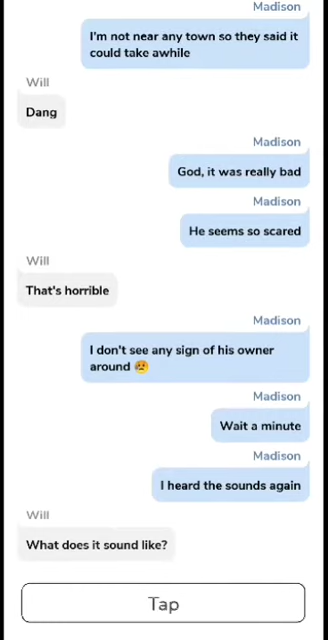 Madison
I'm not near any town so they said it
could take awhile
Will
Dang
Madison
God, it was really bad
Madison
He seems so scared
Will
That's horrible
Madison
I don't see any sign of his owner
around 😢
Madison
Wait a minute
Madison
I heard the sounds again
Will
What does it sound like?
Tap